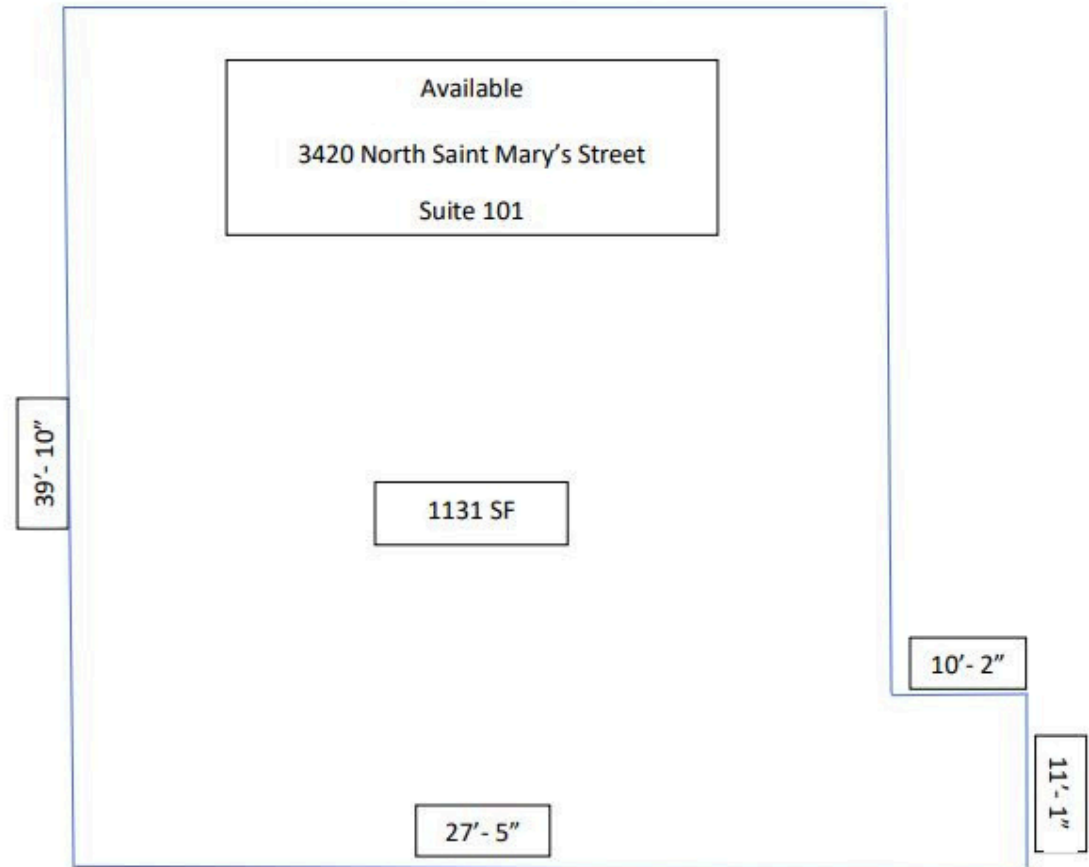 Available
3420 North Saint Mary’s Street
Suite 101
39’- 10”
1131 SF
10’- 2”
11’- 1”
27’- 5”